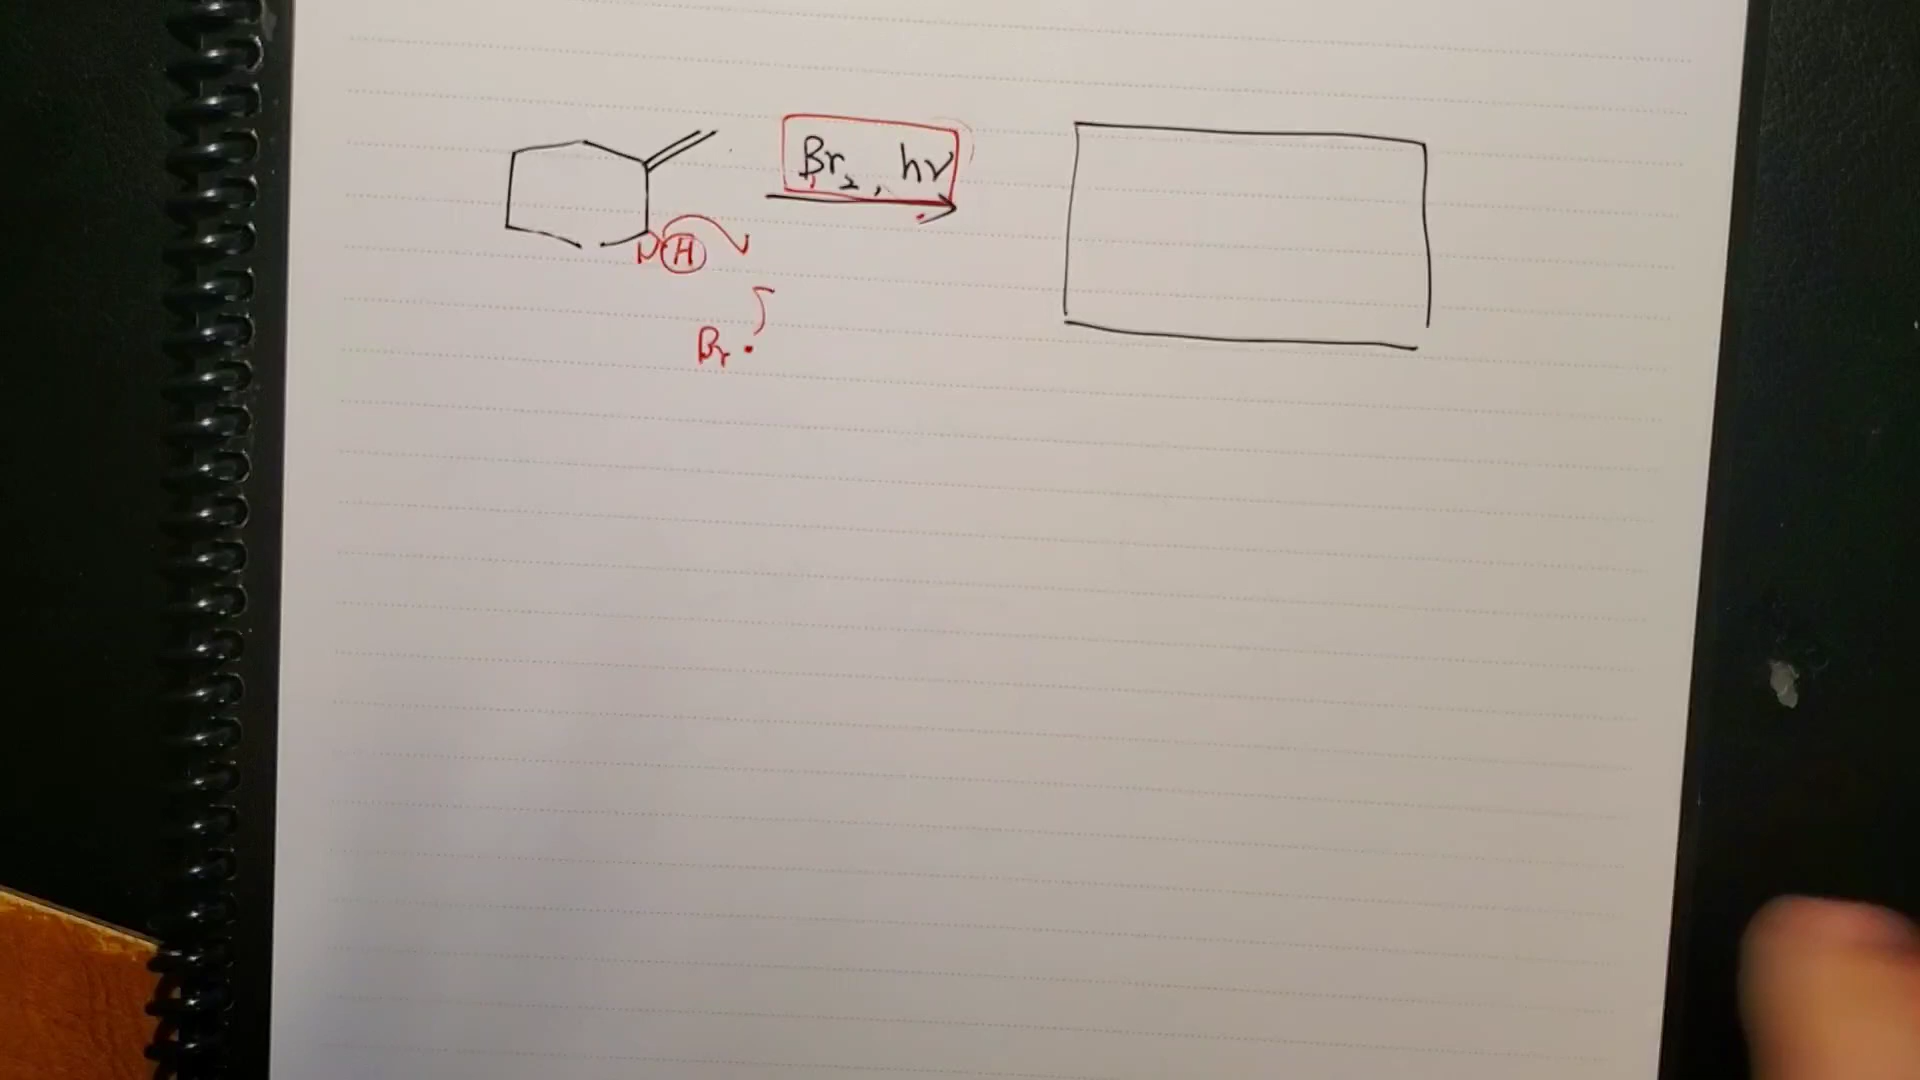 Br₂, hν
H
Br·